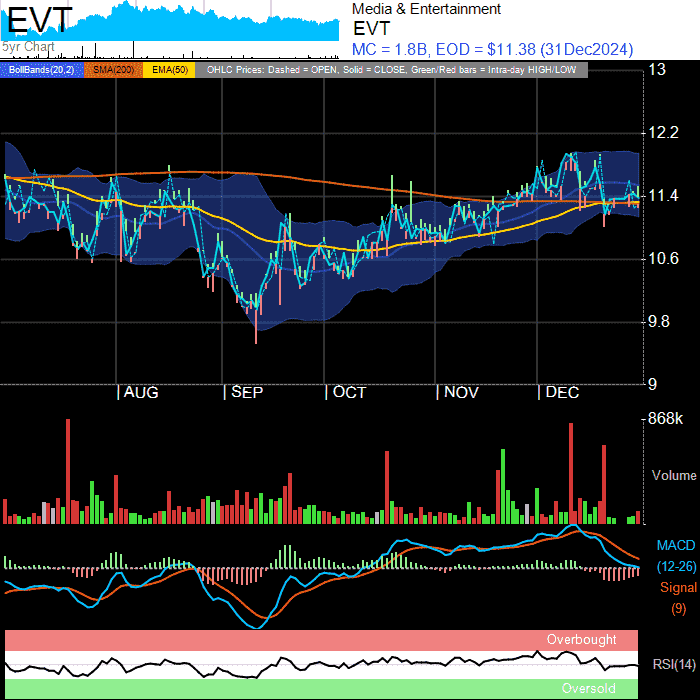 EVT
5yr Chart
Media & Entertainment
EVT
MC = 1.8B, EOD = $11.38 (31Dec2024)
BollBands(20,2) SMA(200) EMA(50) OHLC Prices: Dashed = OPEN, Solid = CLOSE, Green/Red bars = Intra-day HIGH/LOW
13
12.2
11.4
10.6
9.8
9
| AUG | SEP | OCT | NOV | DEC
868k
Volume
MACD
(12-26)
Signal
(9)
Overbought
RSI(14)
Oversold